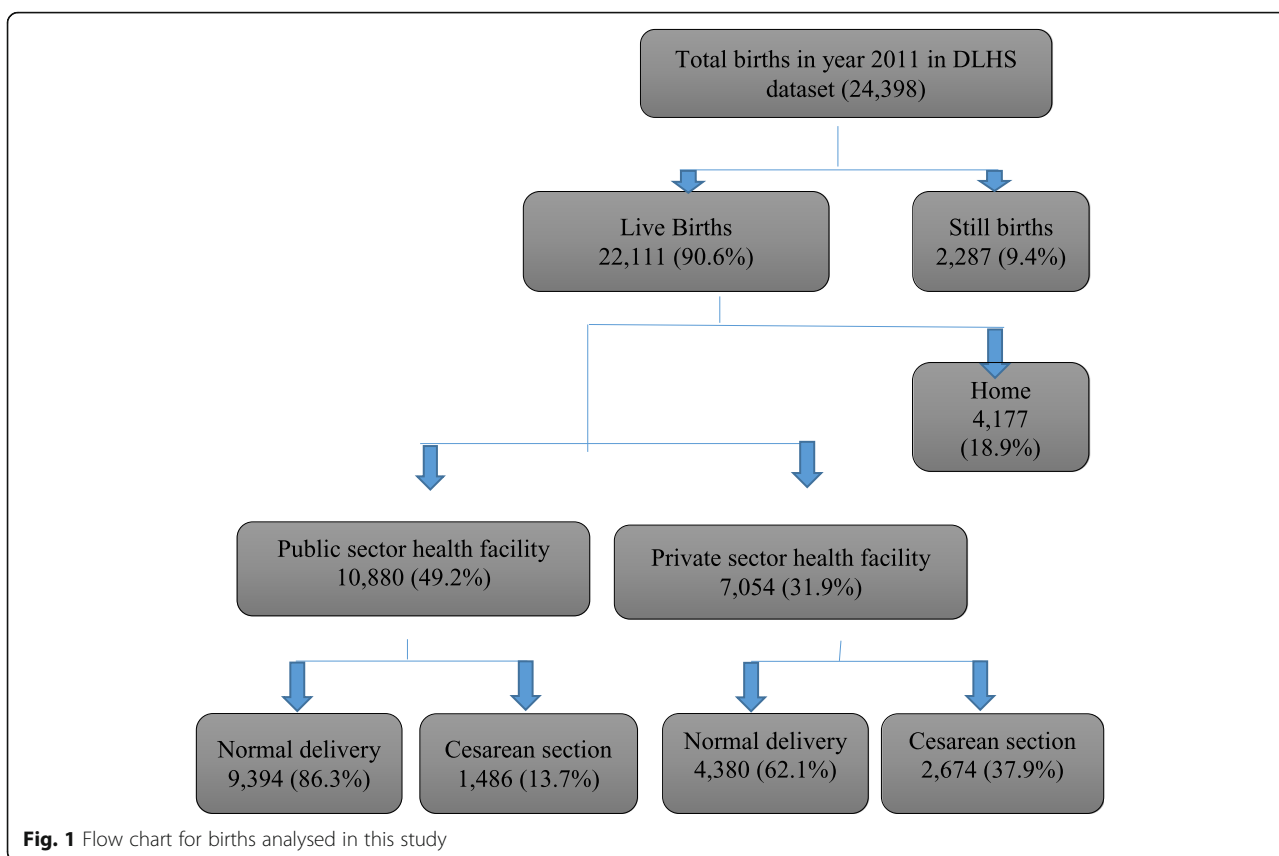 Total births in year 2011 in DLHS
dataset (24,398)
Live Births
22,111 (90.6%)
Still births
2,287 (9.4%)
Home
4,177
(18.9%)
Public sector health facility
10,880 (49.2%)
Private sector health facility
7,054 (31.9%)
Normal delivery
9,394 (86.3%)
Cesarean section
1,486 (13.7%)
Normal delivery
4,380 (62.1%)
Cesarean section
2,674 (37.9%)
Fig. 1 Flow chart for births analysed in this study